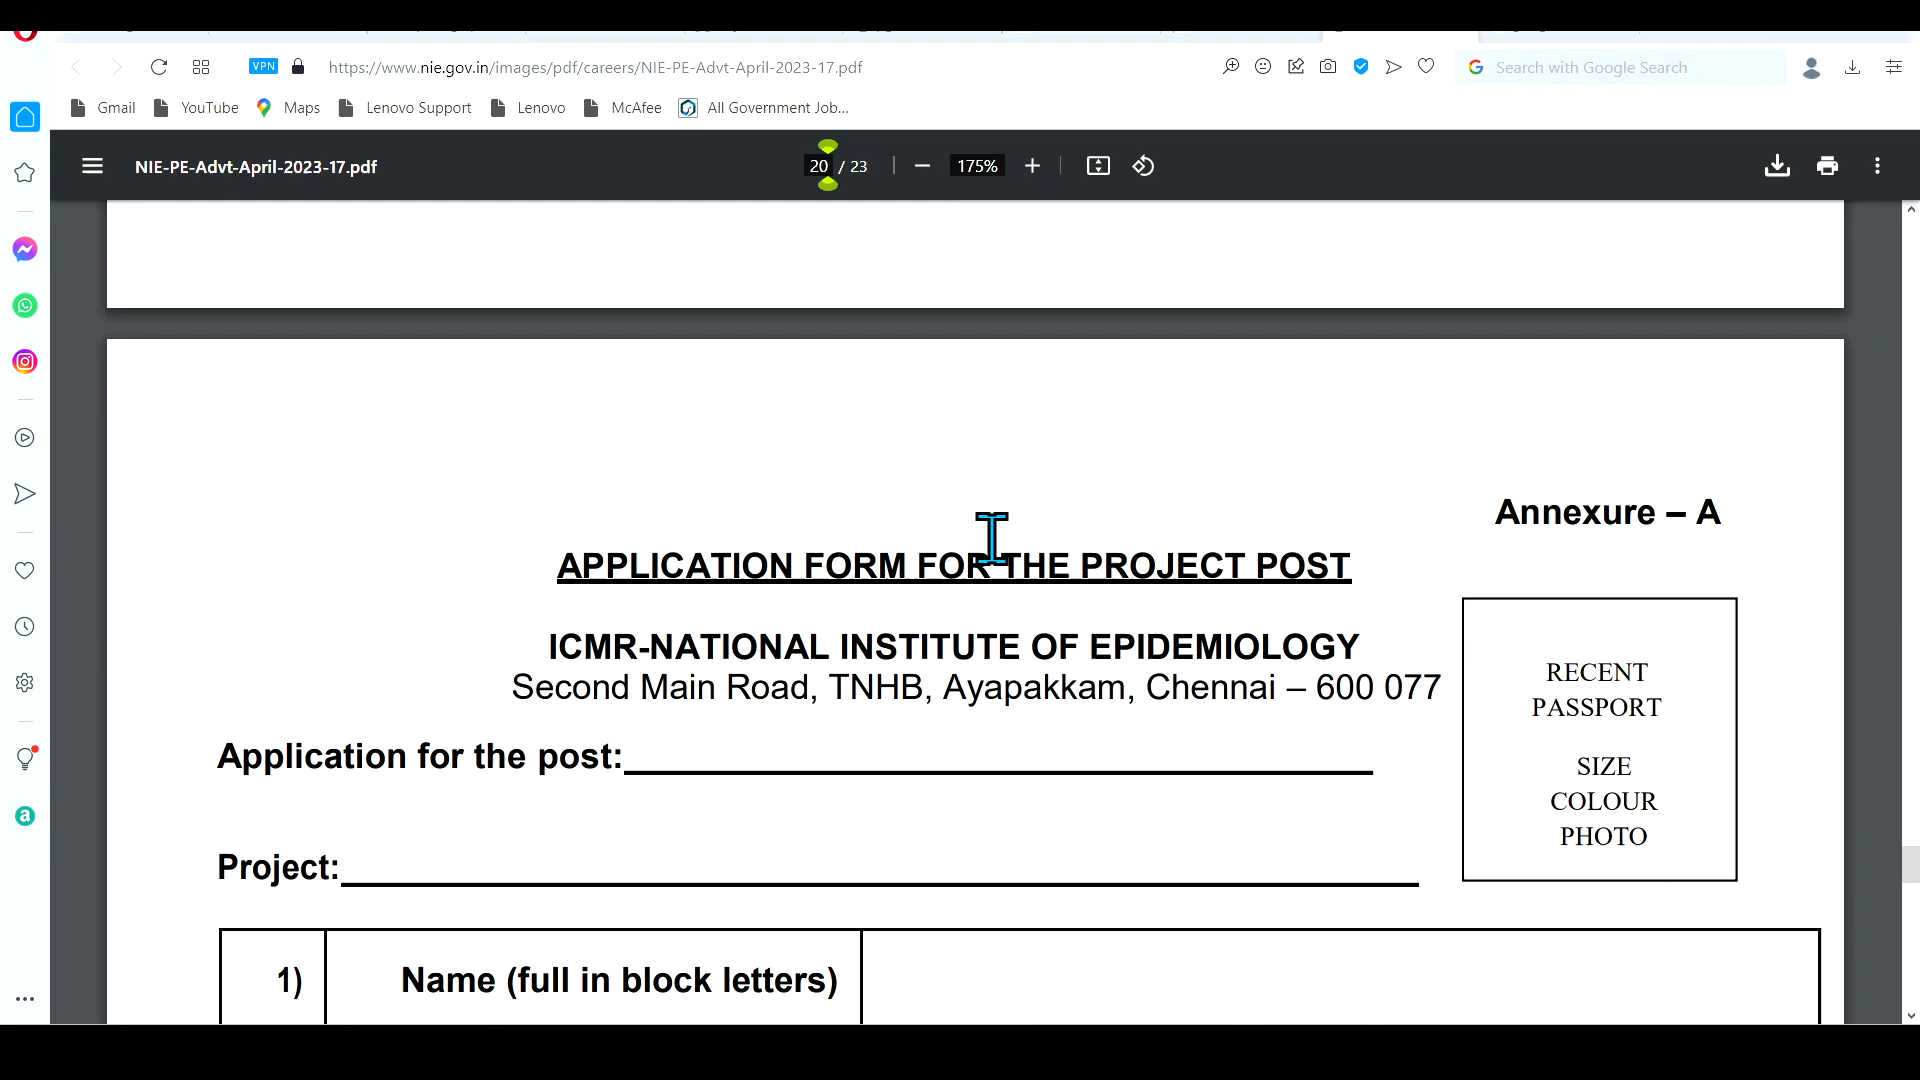 VPN
https://www.nie.gov.in/images/pdf/careers/NIE-PE-Advt-April-2023-17.pdf
Search with Google Search
Gmail
YouTube
Maps
Lenovo Support
Lenovo
McAfee
All Government Job...
NIE-PE-Advt-April-2023-17.pdf
20 / 23
175%
Annexure – A
APPLICATION FORM FOR THE PROJECT POST
ICMR-NATIONAL INSTITUTE OF EPIDEMIOLOGY
Second Main Road, TNHB, Ayapakkam, Chennai – 600 077
RECENT
PASSPORT
SIZE
COLOUR
PHOTO
Application for the post:
Project:
1) Name (full in block letters)